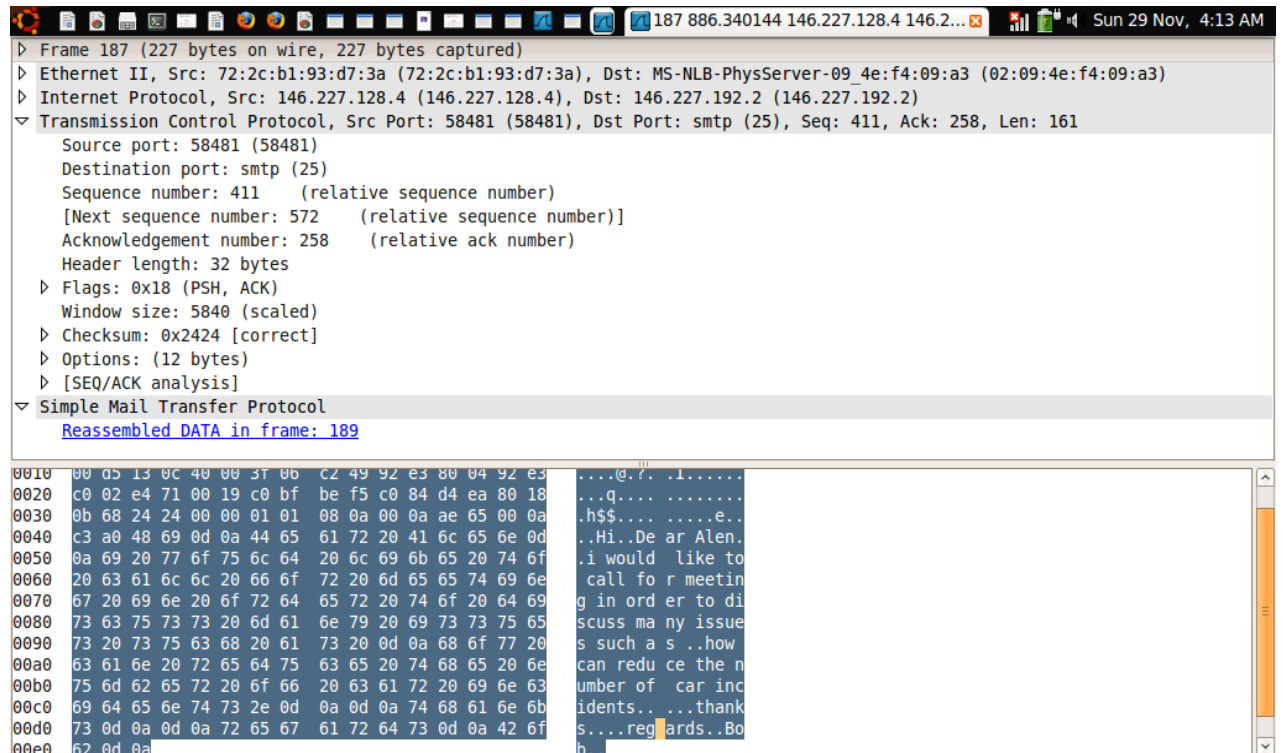 187 886.340144 146.227.128.4 146.2... Sun 29 Nov, 4:13 AM
Frame 187 (227 bytes on wire, 227 bytes captured)
Ethernet II, Src: 72:2c:b1:93:d7:3a (72:2c:b1:93:d7:3a), Dst: MS-NLB-PhysServer-09_4e:f4:09:a3 (02:09:4e:f4:09:a3)
Internet Protocol, Src: 146.227.128.4 (146.227.128.4), Dst: 146.227.192.2 (146.227.192.2)
Transmission Control Protocol, Src Port: 58481 (58481), Dst Port: smtp (25), Seq: 411, Ack: 258, Len: 161
Source port: 58481 (58481)
Destination port: smtp (25)
Sequence number: 411 (relative sequence number)
[Next sequence number: 572 (relative sequence number)]
Acknowledgement number: 258 (relative ack number)
Header length: 32 bytes
Flags: 0x18 (PSH, ACK)
Window size: 5840 (scaled)
Checksum: 0x2424 [correct]
Options: (12 bytes)
[SEQ/ACK analysis]
Simple Mail Transfer Protocol
Reassembled DATA in frame: 189
0010 00 d5 13 0c 40 00 3f 06 c2 49 92 e3 80 04 92 e3 ....@.?. .I......
0020 c0 02 e4 71 00 19 c0 bf be f5 c0 84 d4 ea 80 18 ...q.... ........
0030 0b 68 24 24 00 00 01 01 08 0a 00 0a ae 65 00 0a .h$$.... .....e..
0040 c3 a0 48 69 0d 0a 44 65 61 72 20 41 6c 65 6e 0d ..Hi..De ar Alen.
0050 0a 69 20 77 6f 75 6c 64 20 6c 69 6b 65 20 74 6f .i would like to
0060 20 63 61 6c 6c 20 66 6f 72 20 6d 65 65 74 69 6e call fo r meetin
0070 67 20 69 6e 20 6f 72 64 65 72 20 74 6f 20 64 69 g in ord er to di
0080 73 63 75 73 73 20 6d 61 6e 79 20 69 73 73 75 65 scuss ma ny issue
0090 73 20 73 75 63 68 20 61 73 20 0d 0a 68 6f 77 20 s such a s ..how
00a0 63 61 6e 20 72 65 64 75 63 65 20 74 68 65 20 6e can redu ce the n
00b0 75 6d 62 65 72 20 6f 66 20 63 61 72 20 69 6e 63 umber of car inc
00c0 69 64 65 6e 74 73 2e 0d 0a 0d 0a 74 68 61 6e 6b idents.. ...thank
00d0 73 0d 0a 0d 0a 72 65 67 61 72 64 73 0d 0a 42 6f s....reg ards..Bo
00e0 62 0d 0a b..